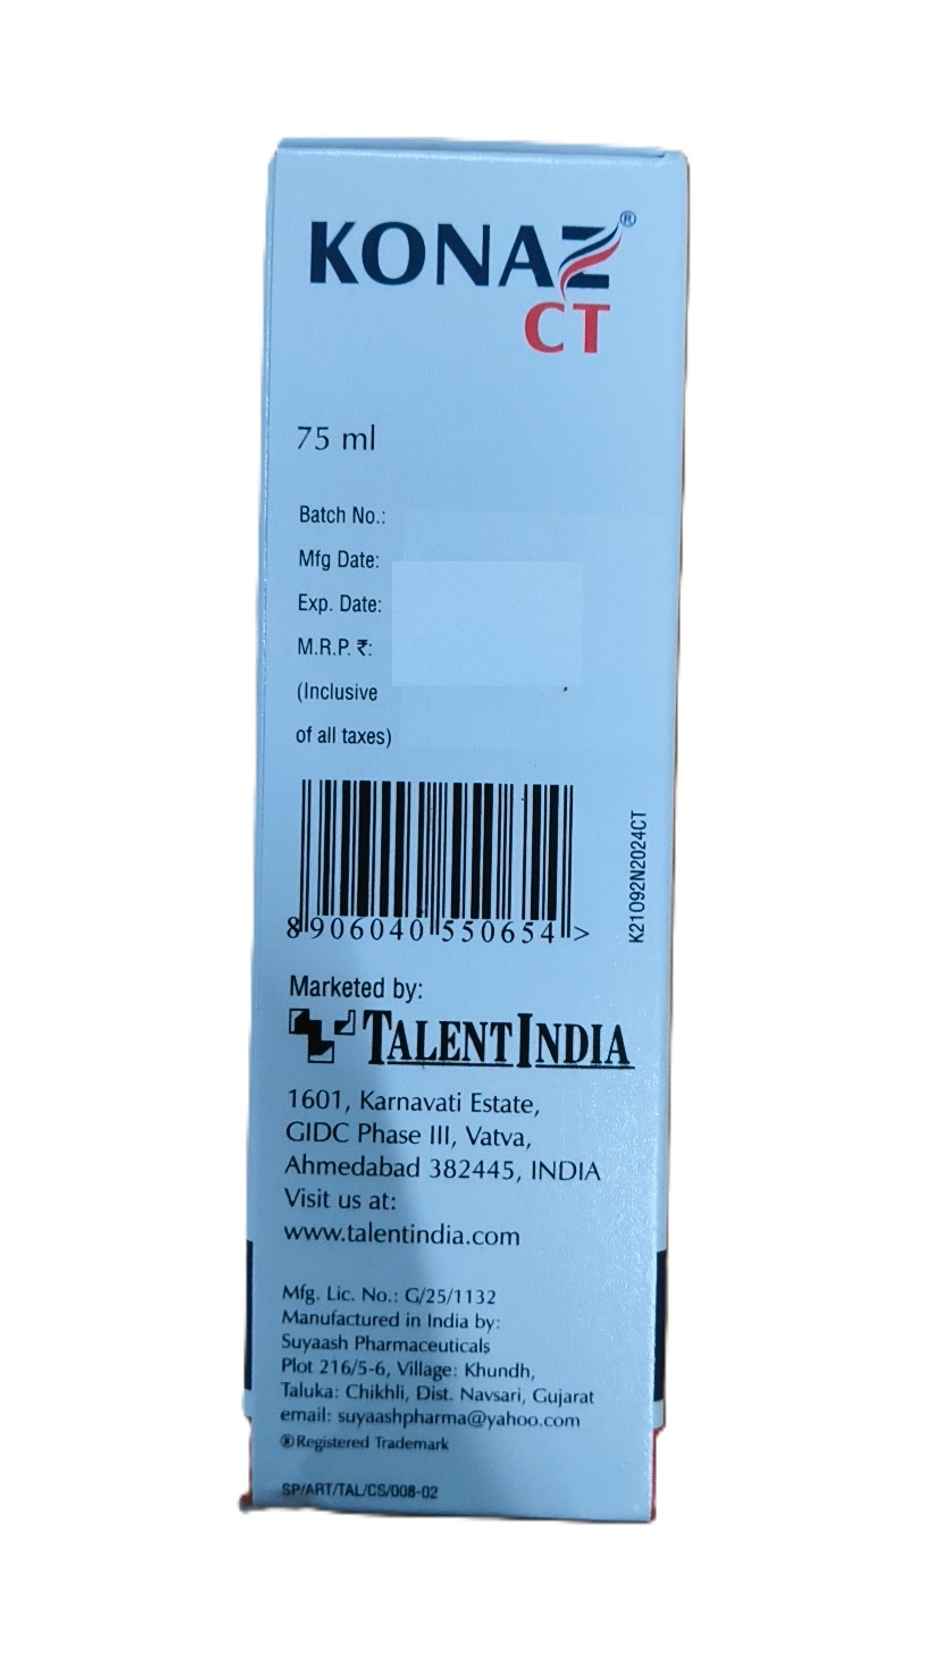 KONAZ®
CT
75 ml
Batch No.:
Mfg Date:
Exp. Date:
M.R.P. ₹:
(Inclusive
of all taxes)
8 906040 550654 >
K21O92N2024CT
Marketed by:
TALENTINDIA
1601, Karnavati Estate,
GIDC Phase III, Vatva,
Ahmedabad 382445, INDIA
Visit us at:
www.talentindia.com
Mfg. Lic. No.: G/25/1132
Manufactured in India by:
Suyaash Pharmaceuticals
Plot 216/5-6, Village: Khundh,
Taluka: Chikhli, Dist. Navsari, Gujarat
email: suyaashpharma@yahoo.com
®Registered Trademark
SP/ART/TAL/CS/008-02